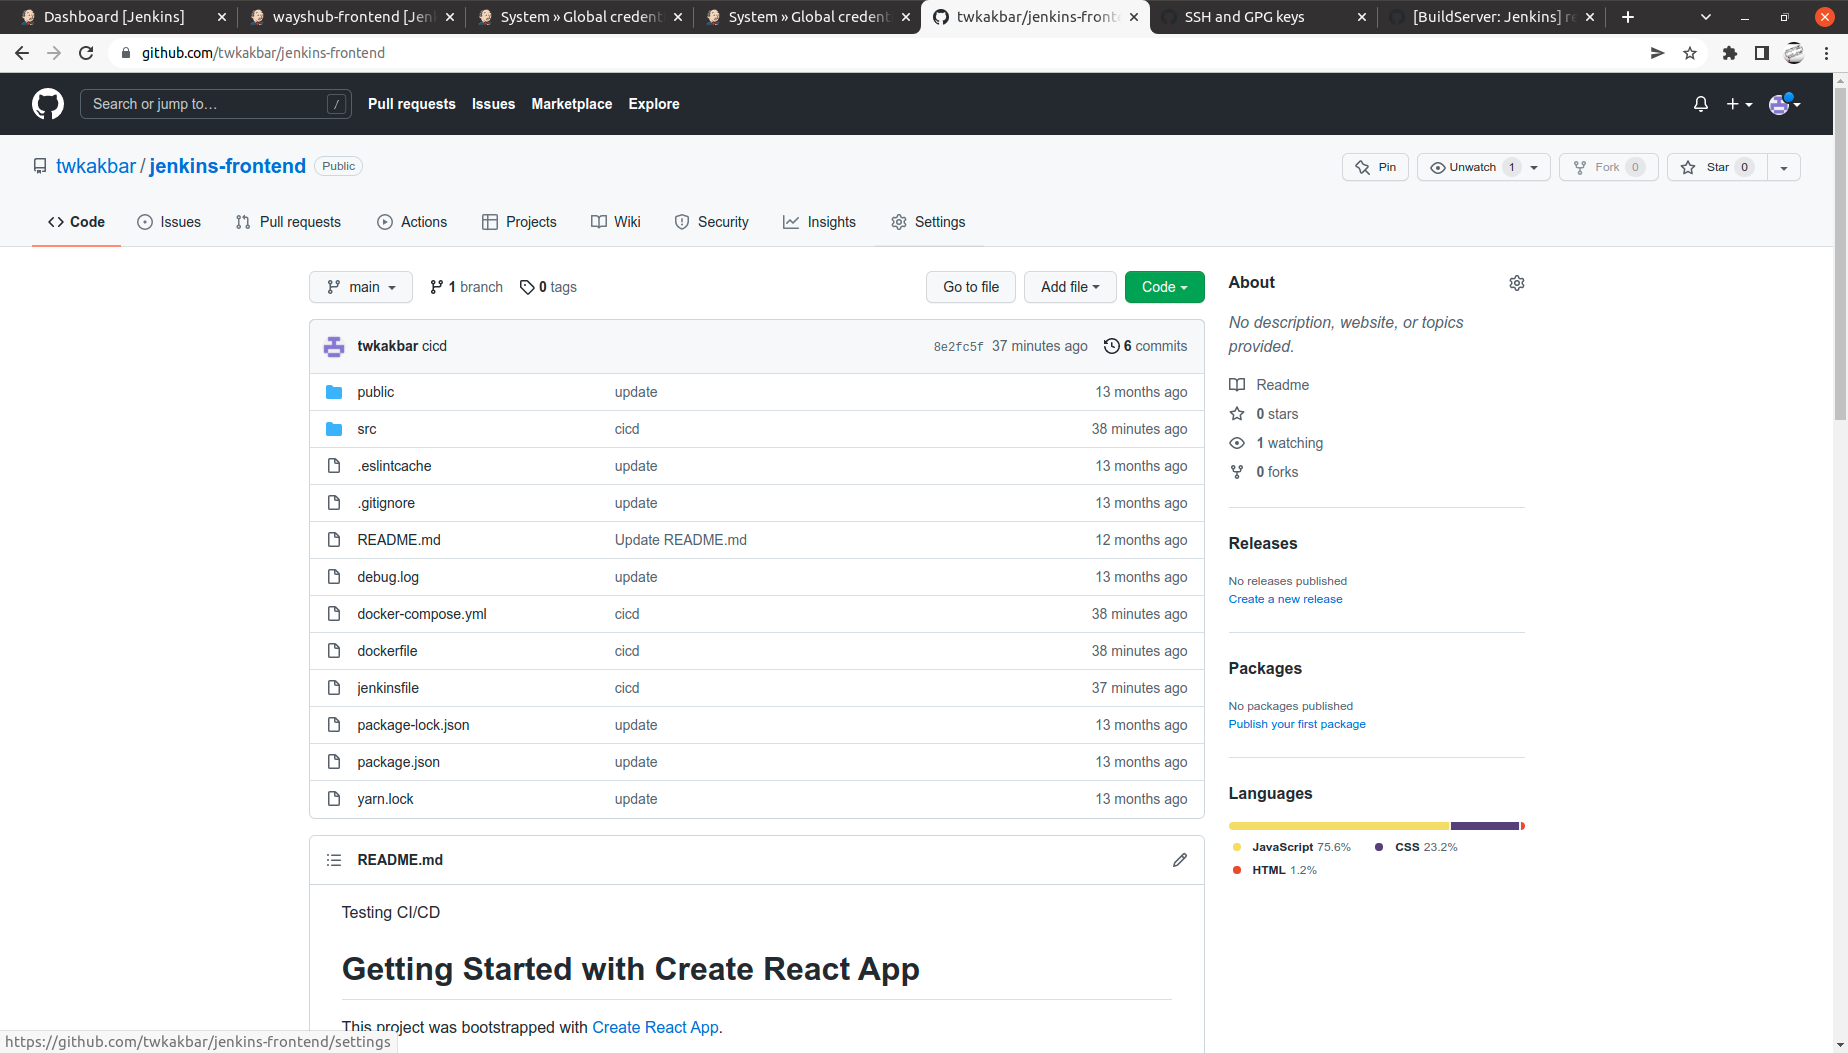 Dashboard [Jenkins]
wayshub-frontend [Jen
System » Global credent
System » Global credent
twkakbar/jenkins-fronte
SSH and GPG keys
[BuildServer: Jenkins] re
github.com/twkakbar/jenkins-frontend
Search or jump to…
/
Pull requests
Issues
Marketplace
Explore
twkakbar / jenkins-frontend
Public
Pin
Unwatch 1
Fork 0
Star 0
Code
Issues
Pull requests
Actions
Projects
Wiki
Security
Insights
Settings
main
1 branch
0 tags
Go to file
Add file
Code
twkakbar cicd
8e2fc5f 37 minutes ago
6 commits
public update 13 months ago
src cicd 38 minutes ago
.eslintcache update 13 months ago
.gitignore update 13 months ago
README.md Update README.md 12 months ago
debug.log update 13 months ago
docker-compose.yml cicd 38 minutes ago
dockerfile cicd 38 minutes ago
jenkinsfile cicd 37 minutes ago
package-lock.json update 13 months ago
package.json update 13 months ago
yarn.lock update 13 months ago
README.md
Testing CI/CD
Getting Started with Create React App
This project was bootstrapped with Create React App.
About
No description, website, or topics
provided.
Readme
0 stars
1 watching
0 forks
Releases
No releases published
Create a new release
Packages
No packages published
Publish your first package
Languages
JavaScript 75.6%
CSS 23.2%
HTML 1.2%
https://github.com/twkakbar/jenkins-frontend/settings